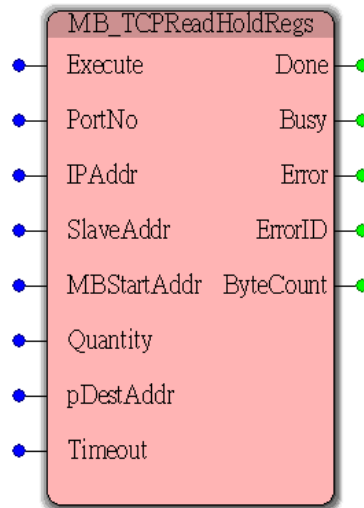 MB_TCPReadHoldRegs
Execute Done
PortNo Busy
IPAddr Error
SlaveAddr ErrorID
MBStartAddr ByteCount
Quantity
pDestAddr
Timeout